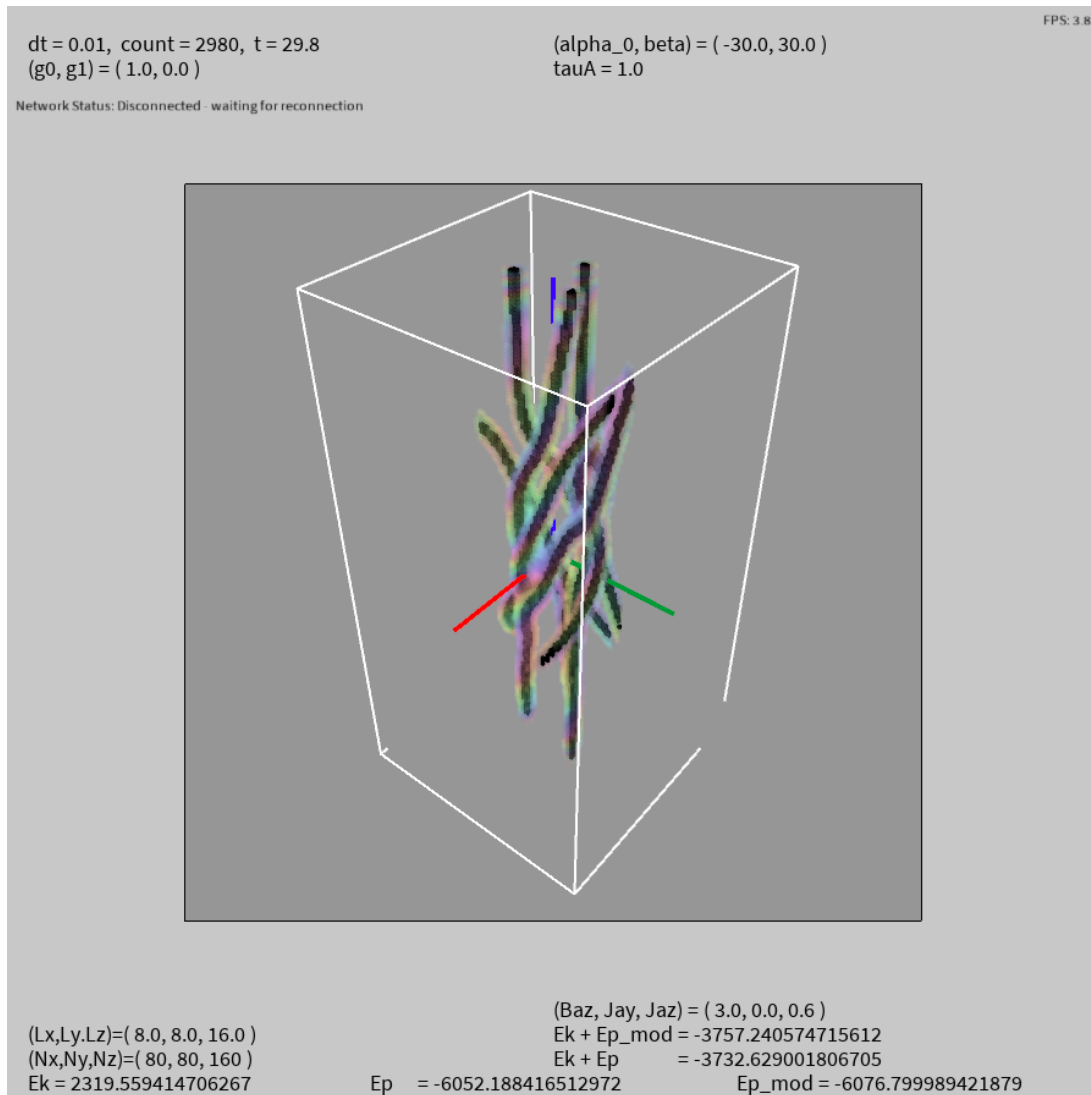 FPS: 3.8
dt = 0.01, count = 2980, t = 29.8
(alpha_0, beta) = ( -30.0, 30.0 )
(g0, g1) = ( 1.0, 0.0 )
tauA = 1.0
Network Status: Disconnected - waiting for reconnection
(Baz, Jay, Jaz) = ( 3.0, 0.0, 0.6 )
(Lx,Ly.Lz)=( 8.0, 8.0, 16.0 )
Ek + Ep_mod = -3757.240574715612
(Nx,Ny,Nz)=( 80, 80, 160 )
Ek + Ep = -3732.629001806705
Ek = 2319.559414706267
Ep = -6052.188416512972
Ep_mod = -6076.799989421879